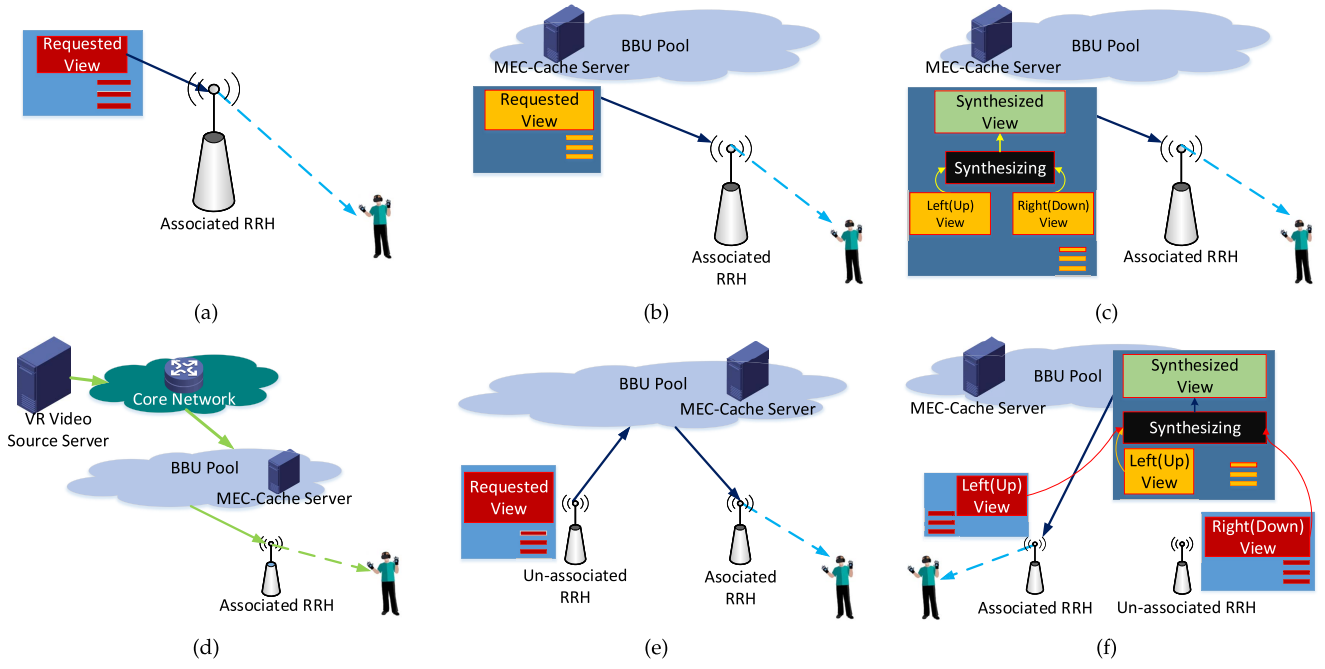 Requested
View
Associated RRH
(a)
BBU Pool
MEC-Cache Server
Requested
View
Associated
RRH
(b)
BBU Pool
MEC-Cache Server
Synthesized
View
Synthesizing
Left(Up)
View
Right(Down)
View
Associated RRH
(c)
VR Video
Source Server
Core Network
BBU Pool
MEC-Cache Server
Associated RRH
(d)
BBU Pool
MEC-Cache Server
Requested
View
Un-associated
RRH
Asociated
RRH
(e)
BBU Pool
MEC-Cache Server
Synthesized
View
Synthesizing
Left(Up)
View
Left(Up)
View
Right(Down)
View
Associated RRH
Un-associated RRH
(f)